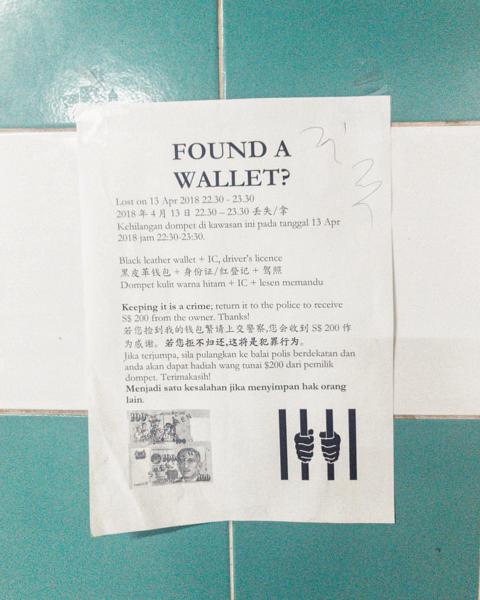 FOUND A
WALLET?
Lost on 13 Apr 2018 22.30 - 23.30
2018 年 4 月 13 日 22.30 – 23.30 丢失/拿
Kehilangan dompet di kawasan ini pada tanggal 13 Apr
2018 jam 22:30-23:30.
Black leather wallet + IC, driver's licence
黑皮革钱包 + 身份证/红登记 + 驾照
Dompet kulit warna hitam + IC + lesen memandu
Keeping it is a crime; return it to the police to receive
S$ 200 from the owner. Thanks!
若您捡到我的钱包繁请上交警察,您会收到 S$ 200 作
为感谢。若您拒不归还,这将是犯罪行为。
Jika terjumpa, sila pulangkan ke balai polis berdekatan dan
anda akan dapat hadiah wang tunai $200 dari pemilik
dompet. Terimakasih!
Menjadi satu kesalahan jika menyimpan hak orang
lain.
100
100